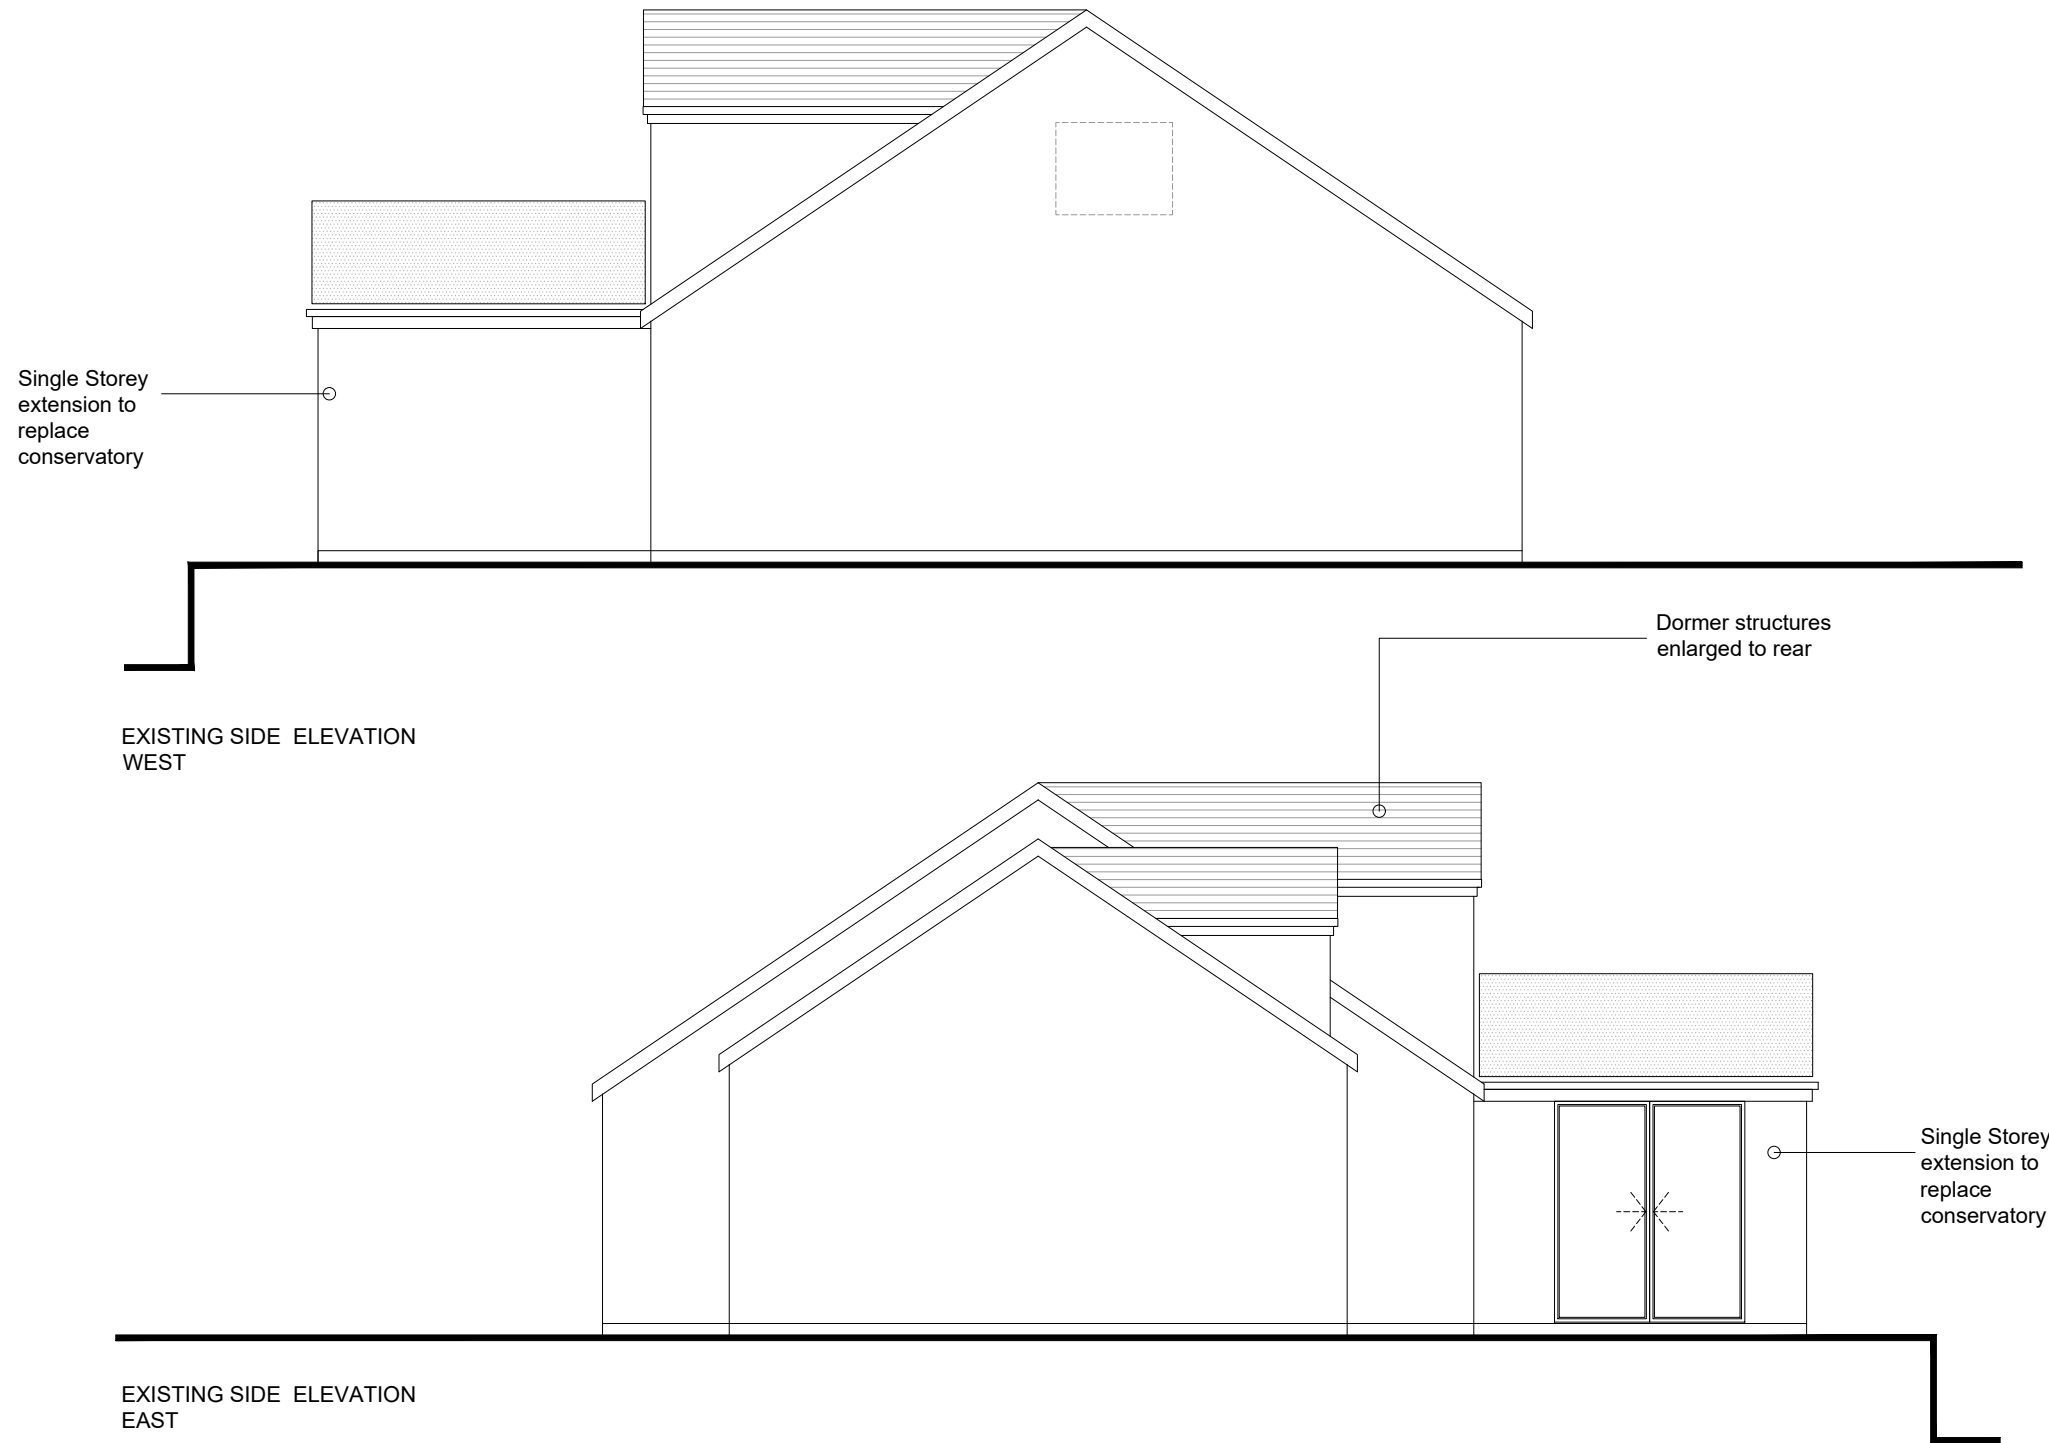 Single Storey
extension to
replace
conservatory
Dormer structures
enlarged to rear
EXISTING SIDE  ELEVATION
WEST
Single Storey
extension to
replace
conservatory
EXISTING SIDE  ELEVATION
EAST